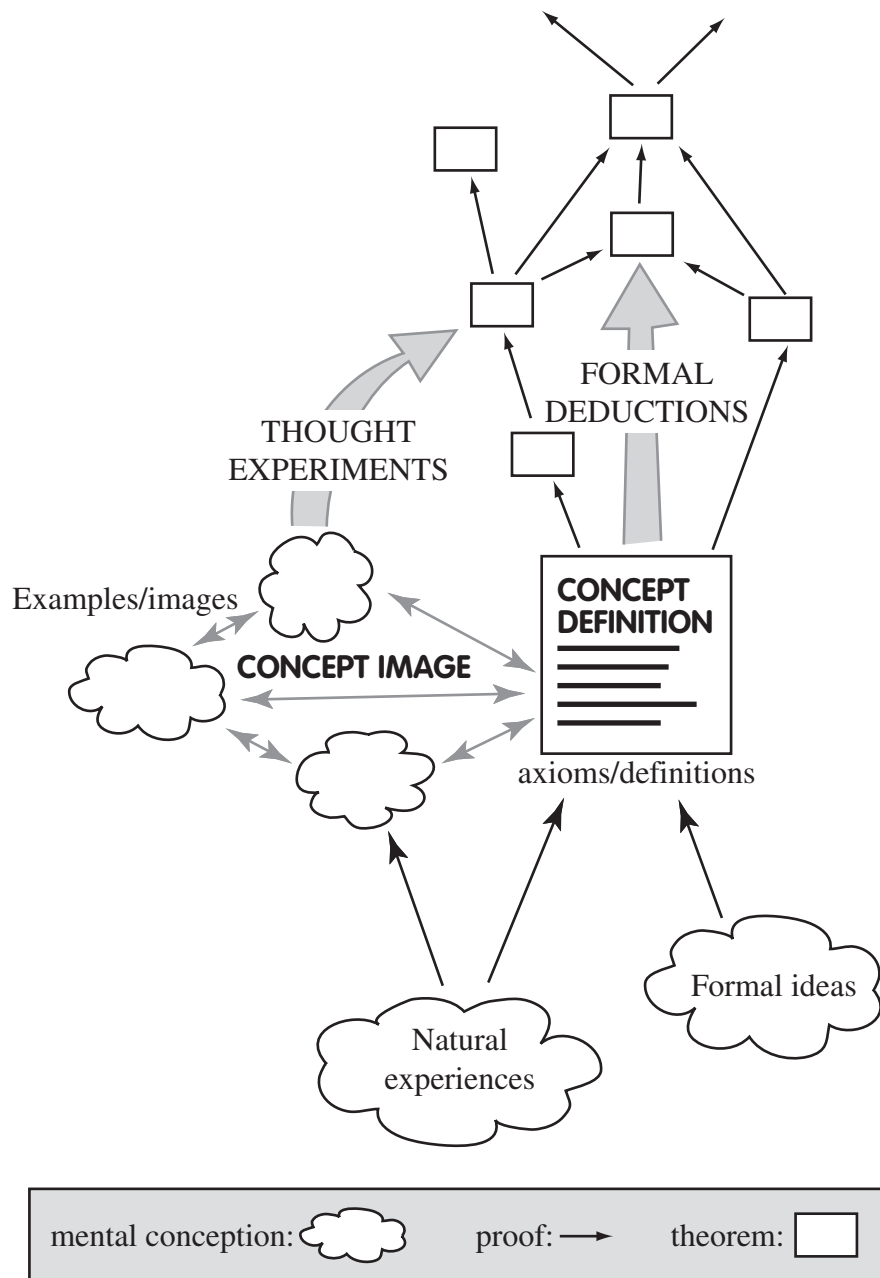 FORMAL
DEDUCTIONS
THOUGHT
EXPERIMENTS
CONCEPT
DEFINITION
Examples/images
CONCEPT IMAGE
axioms/definitions
Formal ideas
Natural
experiences
mental conception: proof: theorem: